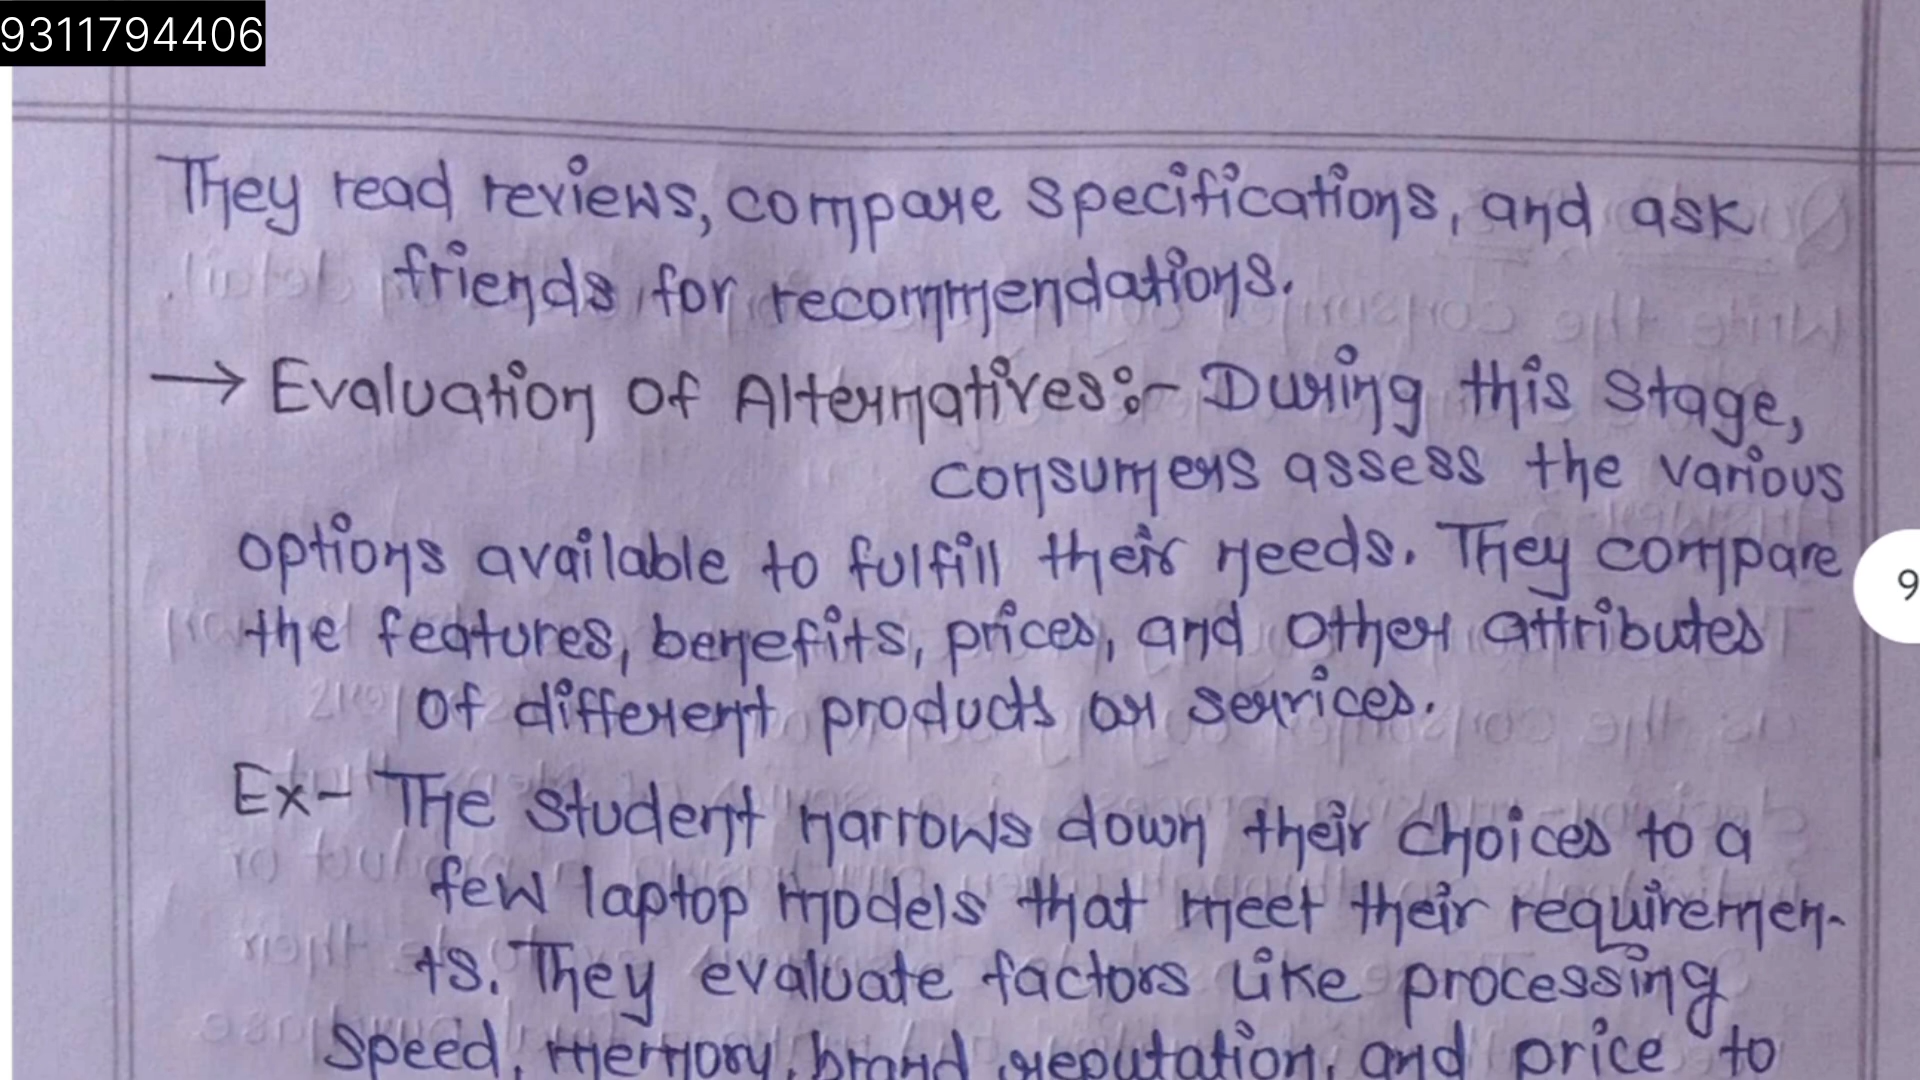 9311794406
They read reviews, compare specifications, and ask
friends for recommendations.
→ Evaluation of Alternatives:- During this stage,
consumers assess the various
options available to fulfill their needs. They compare
9
the features, benefits, prices, and other attributes
of different products or services.
Ex- The student narrows down their choices to a
few laptop models that meet their requiremen-
ts. They evaluate factors like processing
speed, memory, brand reputation, and price to